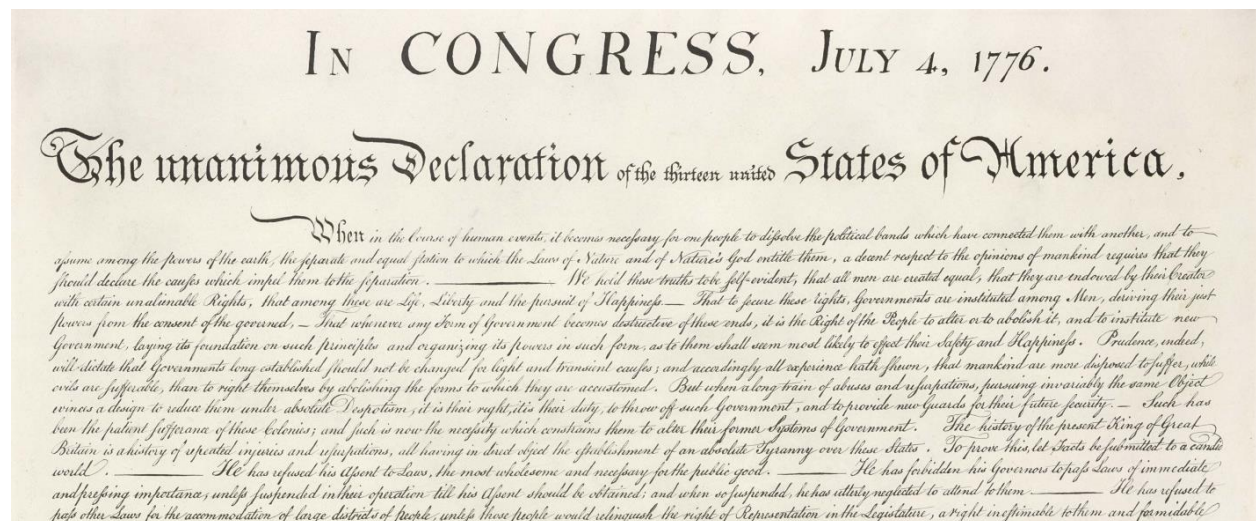 IN CONGRESS, JULY 4, 1776.
The unanimous Declaration of the thirteen united States of America,
When in the Course of human events, it becomes necessary for one people to dissolve the political bands which have connected them with another, and to
assume among the powers of the earth, the separate and equal station to which the Laws of Nature and of Nature's God entitle them, a decent respect to the opinions of mankind requires that they
should declare the causes which impel them to the separation. ——— We hold these truths to be self-evident, that all men are created equal, that they are endowed by their Creator
with certain unalienable Rights, that among these are Life, Liberty and the pursuit of Happiness — That to secure these rights, Governments are instituted among Men, deriving their just
powers from the consent of the governed, — That whenever any Form of Government becomes destructive of these ends, it is the Right of the People to alter or to abolish it, and to institute new
Government, laying its foundation on such principles and organizing its powers in such form, as to them shall seem most likely to effect their Safety and Happiness. Prudence, indeed,
will dictate that Governments long established should not be changed for light and transient causes; and accordingly all experience hath shewn, that mankind are more disposed to suffer, while
evils are sufferable, than to right themselves by abolishing the forms to which they are accustomed. But when a long train of abuses and usurpations, pursuing invariably the same Object
evinces a design to reduce them under absolute Despotism, it is their right, it is their duty, to throw off such Government, and to provide new Guards for their future security. — Such has
been the patient sufferance of these Colonies; and such is now the necessity which constrains them to alter their former Systems of Government. The history of the present King of Great
Britain is a history of repeated injuries and usurpations, all having in direct object the establishment of an absolute Tyranny over these States. To prove this, let Facts be submitted to a candid
world. ——— He has refused his Assent to Laws, the most wholesome and necessary for the public good. ——— He has forbidden his Governors to pass Laws of immediate
and pressing importance, unless suspended in their operation till his Assent should be obtained; and when so suspended, he has utterly neglected to attend to them. ——— He has refused to
pass other Laws for the accommodation of large districts of people, unless those people would relinquish the right of Representation in the Legislature, a right inestimable to them and formidable